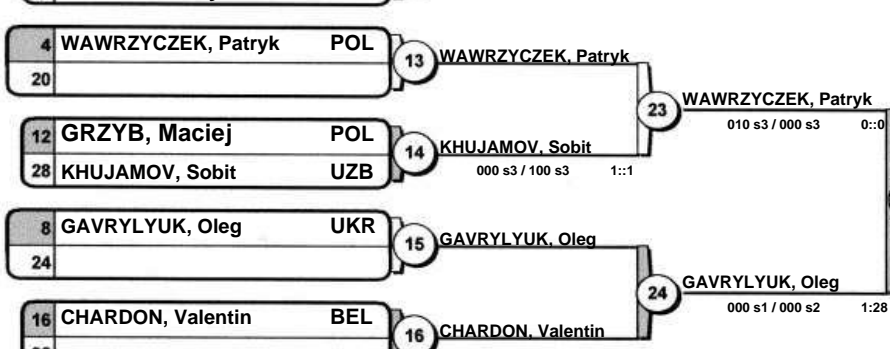 4 WAWRZYCZEK, Patryk POL
20
13 WAWRZYCZEK, Patryk
12 GRZYB, Maciej POL
28 KHUJAMOV, Sobit UZB
14 KHUJAMOV, Sobit
000 s3 / 100 s3 1::1
23 WAWRZYCZEK, Patryk
010 s3 / 000 s3 0::0
8 GAVRYLYUK, Oleg UKR
24
15 GAVRYLYUK, Oleg
16 CHARDON, Valentin BEL
16 CHARDON, Valentin
24 GAVRYLYUK, Oleg
000 s1 / 000 s2 1:28